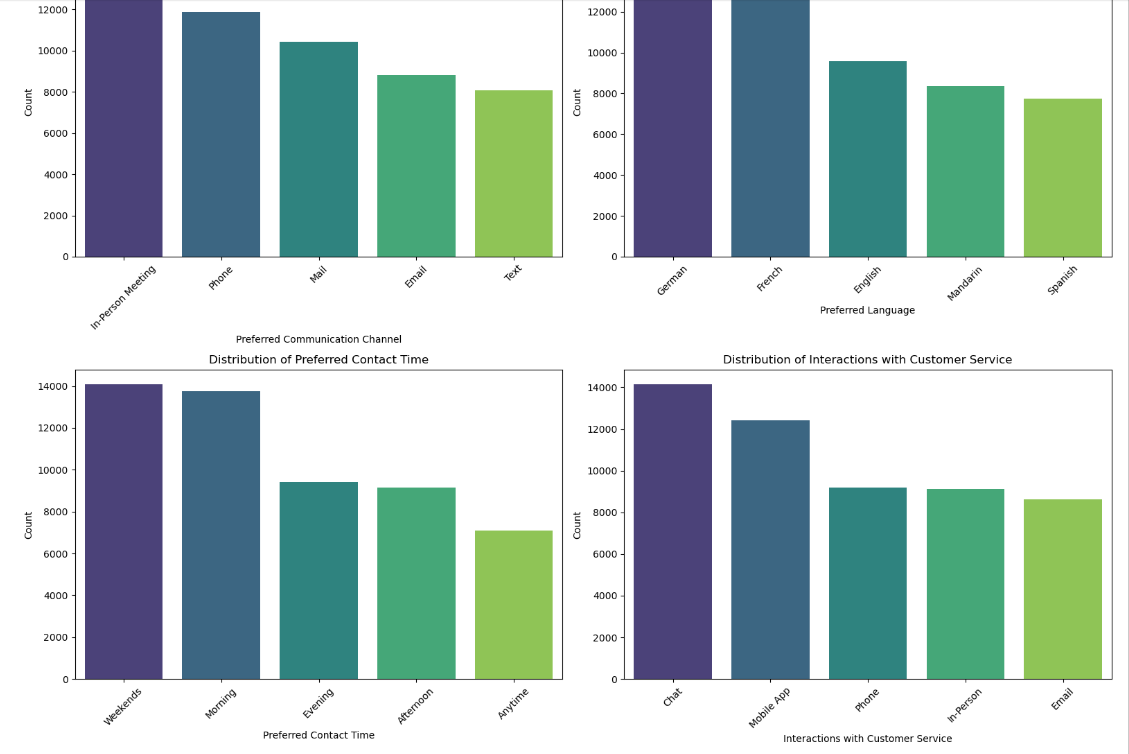 12000
10000
8000
6000
4000
2000
0
Count
In-Person Meeting
Phone
Mail
Email
Text
Preferred Communication Channel
12000
10000
8000
6000
4000
2000
0
Count
German
French
English
Mandarin
Spanish
Preferred Language
Distribution of Preferred Contact Time
14000
12000
10000
8000
6000
4000
2000
0
Count
Weekends
Morning
Evening
Afternoon
Anytime
Preferred Contact Time
Distribution of Interactions with Customer Service
14000
12000
10000
8000
6000
4000
2000
0
Count
Chat
Mobile App
Phone
In-Person
Email
Interactions with Customer Service